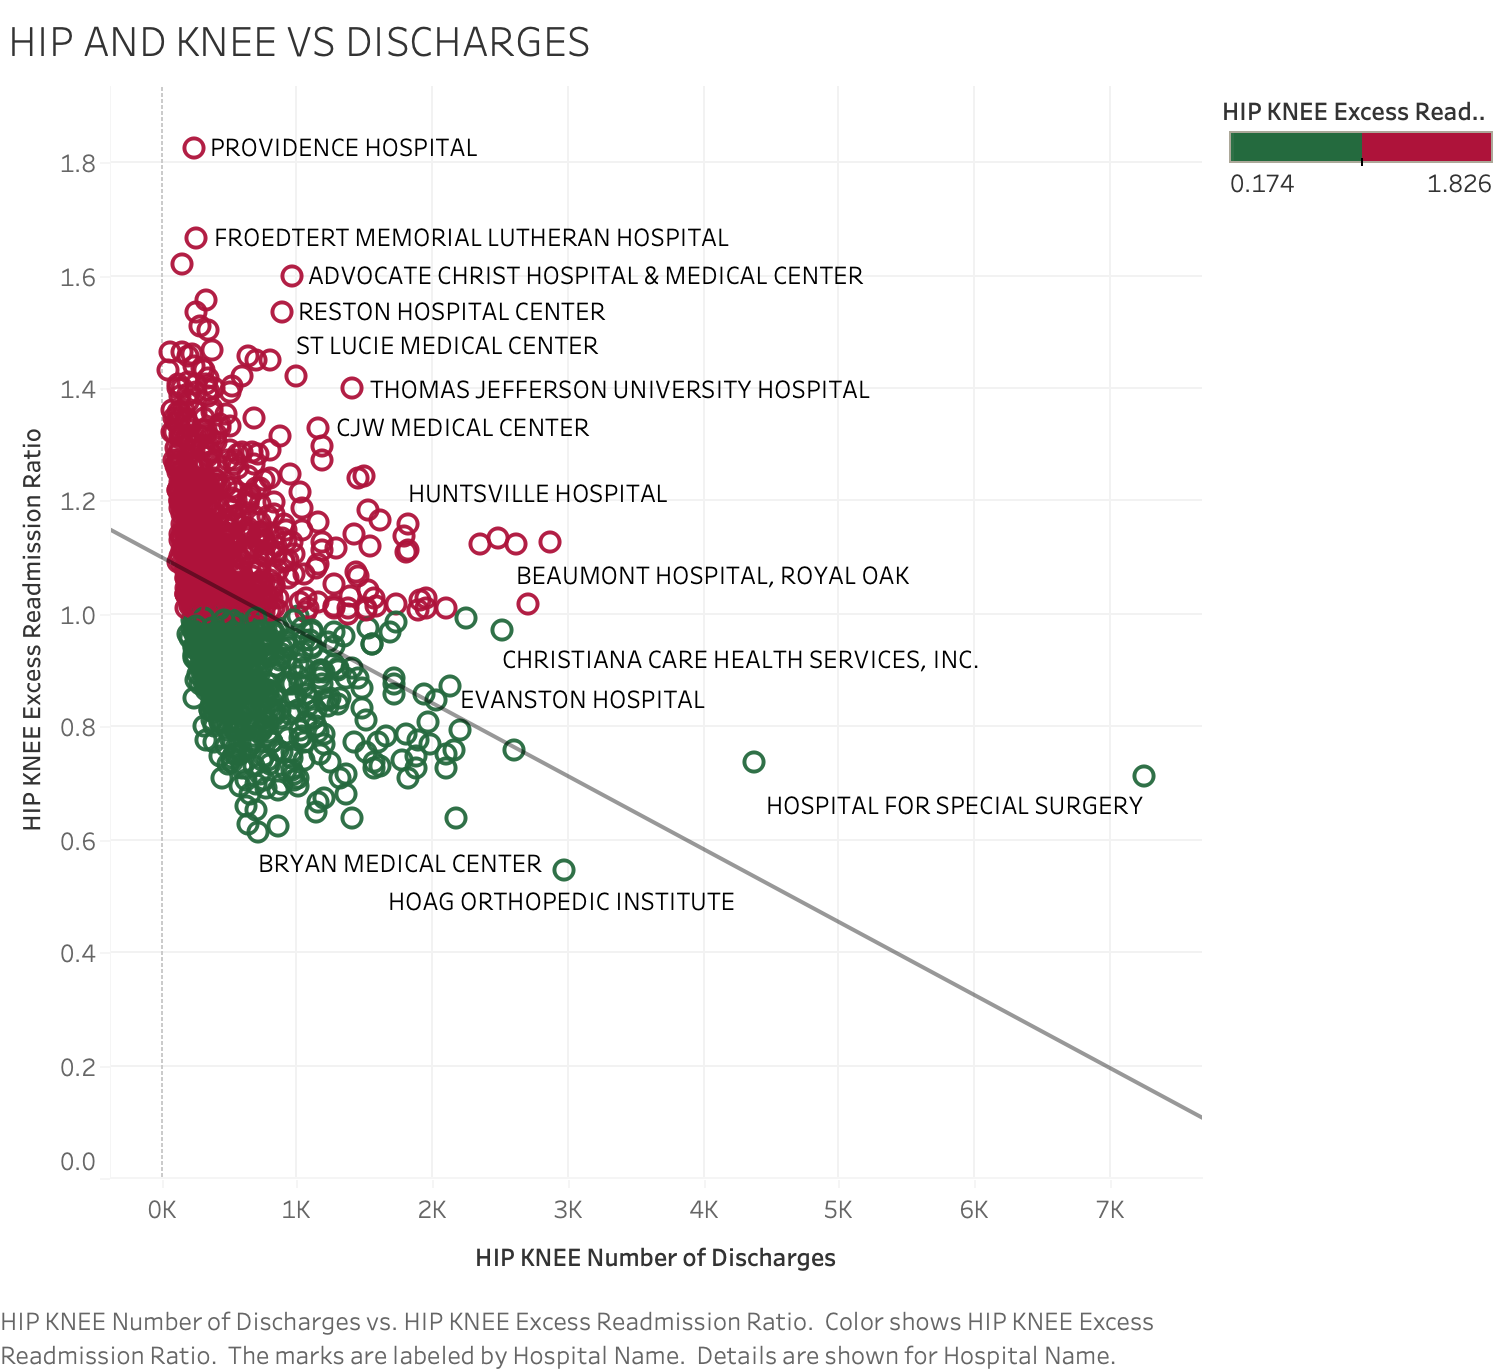 HIP AND KNEE VS DISCHARGES
HIP KNEE Excess Read..
0.174
1.826
HIP KNEE Excess Readmission Ratio
1.8
1.6
1.4
1.2
1.0
0.8
0.6
0.4
0.2
0.0
PROVIDENCE HOSPITAL
FROEDTERT MEMORIAL LUTHERAN HOSPITAL
ADVOCATE CHRIST HOSPITAL & MEDICAL CENTER
RESTON HOSPITAL CENTER
ST LUCIE MEDICAL CENTER
THOMAS JEFFERSON UNIVERSITY HOSPITAL
CJW MEDICAL CENTER
HUNTSVILLE HOSPITAL
BEAUMONT HOSPITAL, ROYAL OAK
CHRISTIANA CARE HEALTH SERVICES, INC.
EVANSTON HOSPITAL
HOSPITAL FOR SPECIAL SURGERY
BRYAN MEDICAL CENTER
HOAG ORTHOPEDIC INSTITUTE
0K
1K
2K
3K
4K
5K
6K
7K
HIP KNEE Number of Discharges
HIP KNEE Number of Discharges vs. HIP KNEE Excess Readmission Ratio.  Color shows HIP KNEE Excess
Readmission Ratio.  The marks are labeled by Hospital Name.  Details are shown for Hospital Name.